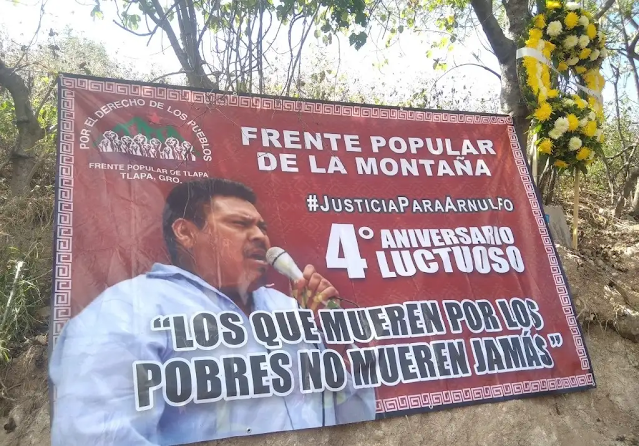 POR EL DERECHO DE LOS PUEBLOS
FRENTE POPULAR DE TLAPA
TLAPA, GRO.
FRENTE POPULAR
DE LA MONTAÑA
#JUSTICIAPARAARNULFO
4° ANIVERSARIO
LUCTUOSO
“LOS QUE MUEREN POR LOS
POBRES NO MUEREN JAMÁS”